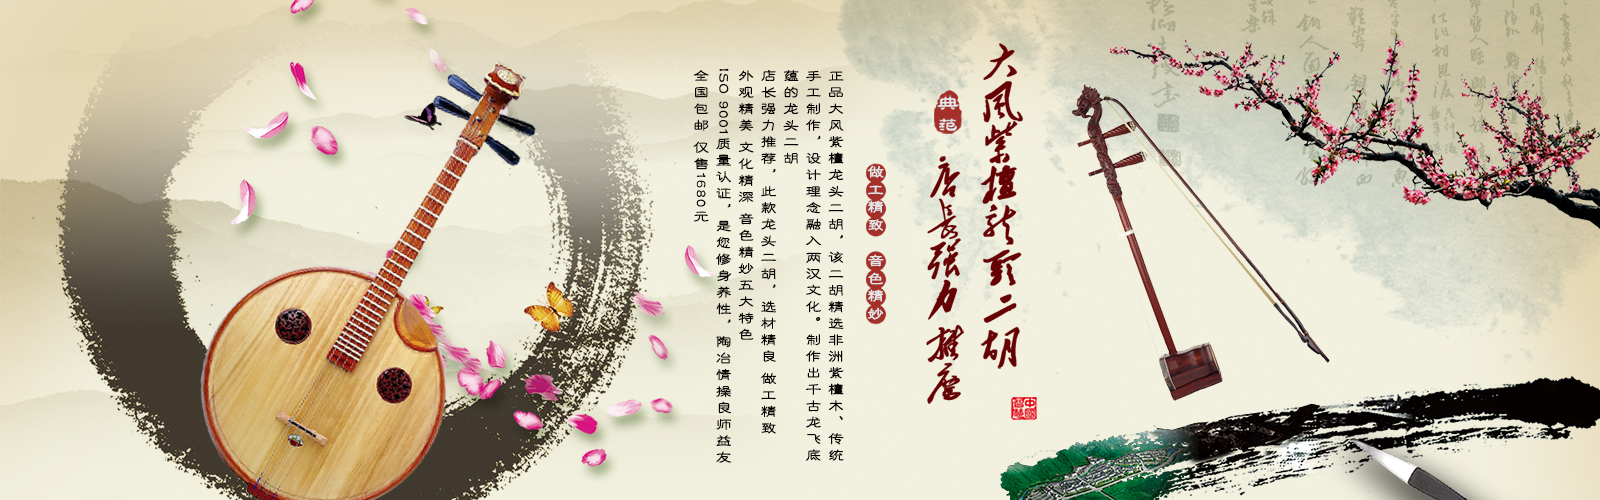 大风紫檀龙头二胡
典范
店长强力推荐
做工精致 音色精妙
正品大风紫檀龙头二胡，该二胡精选非洲紫檀木、传统
手工制作，设计理念融入两汉文化。制作出千古龙飞底
蕴的龙头二胡
店长强力推荐，此款龙头二胡，选材精良 做工精致
外观精美 文化精深 音色精妙五大特色
ISO 9001质量认证，是您修身养性，陶冶情操良师益友
全国包邮 仅售1680元